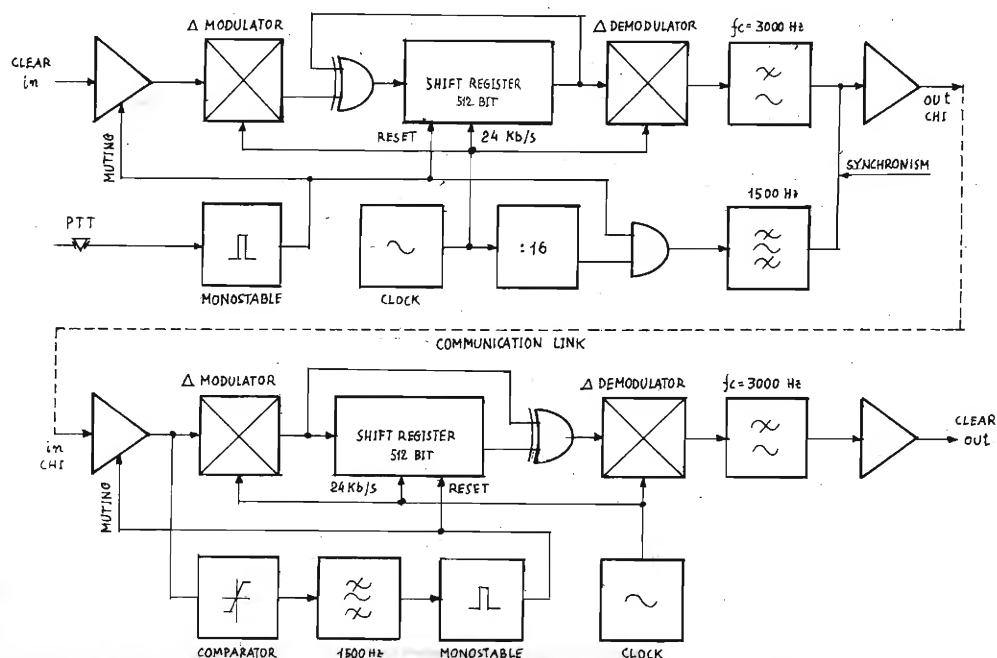 Δ MODULATOR
Δ DEMODULATOR
fc = 3000 Hz
CLEAR
in
SHIFT REGISTER
512 BIT
OUT
CHI
MUTING
RESET
24 Kb/s
SYNCHRONISM
PTT
1500 Hz
:16
MONOSTABLE
CLOCK
COMMUNICATION LINK
Δ MODULATOR
Δ DEMODULATOR
fc = 3000 Hz
in
CHI
SHIFT REGISTER
512 BIT
CLEAR
out
MUTING
24 Kb/s
RESET
COMPARATOR
1500 Hz
MONOSTABLE
CLOCK